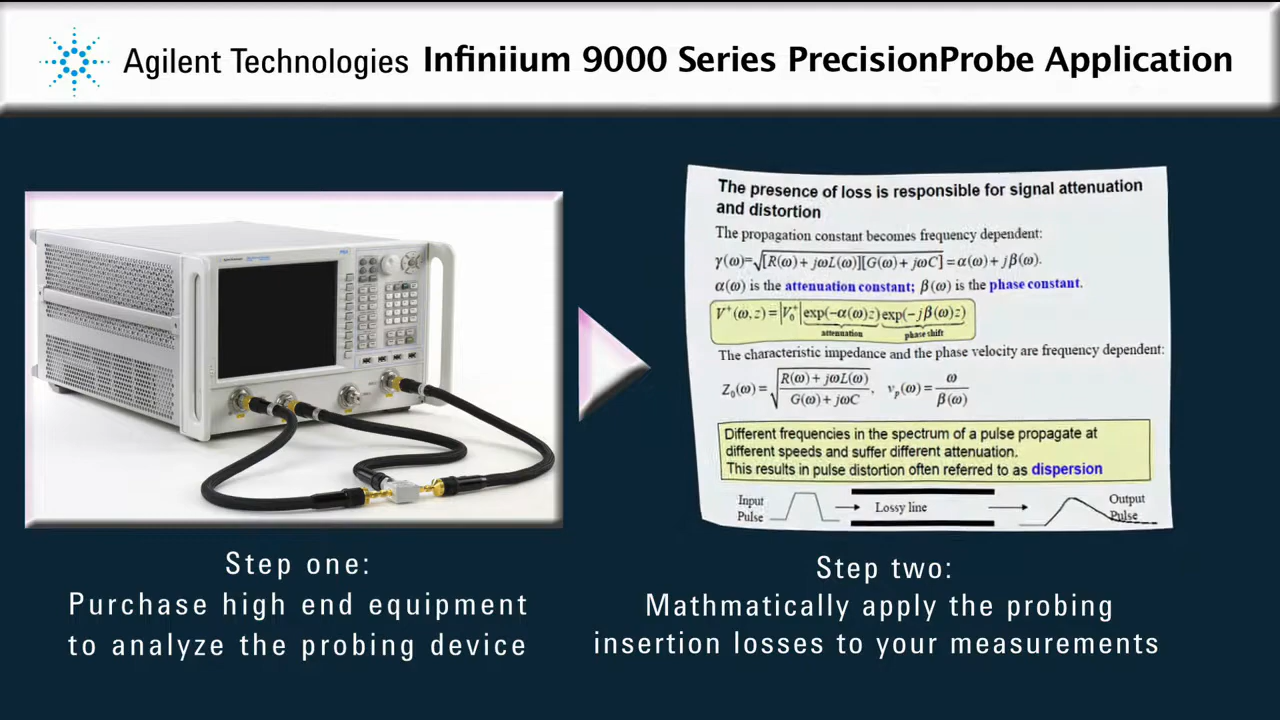 Agilent Technologies Infiniium 9000 Series PrecisionProbe Application
The presence of loss is responsible for signal attenuation
and distortion
The propagation constant becomes frequency dependent:
γ(ω)=√[R(ω)+jωL(ω)][G(ω)+jωC] =α(ω)+jβ(ω).
α(ω) is the attenuation constant; β(ω) is the phase constant.
V⁺(ω,z)=|V₀⁺|exp(−α(ω)z)exp(−jβ(ω)z)
attenuation phase shift
The characteristic impedance and the phase velocity are frequency dependent:
Z₀(ω)=√(R(ω)+jωL(ω))/(G(ω)+jωC), vₚ(ω)=ω/β(ω)
Different frequencies in the spectrum of a pulse propagate at
different speeds and suffer different attenuation.
This results in pulse distortion often referred to as dispersion
Input
Pulse
Lossy line
Output
Pulse
Step one:
Purchase high end equipment
to analyze the probing device
Step two:
Mathmatically apply the probing
insertion losses to your measurements